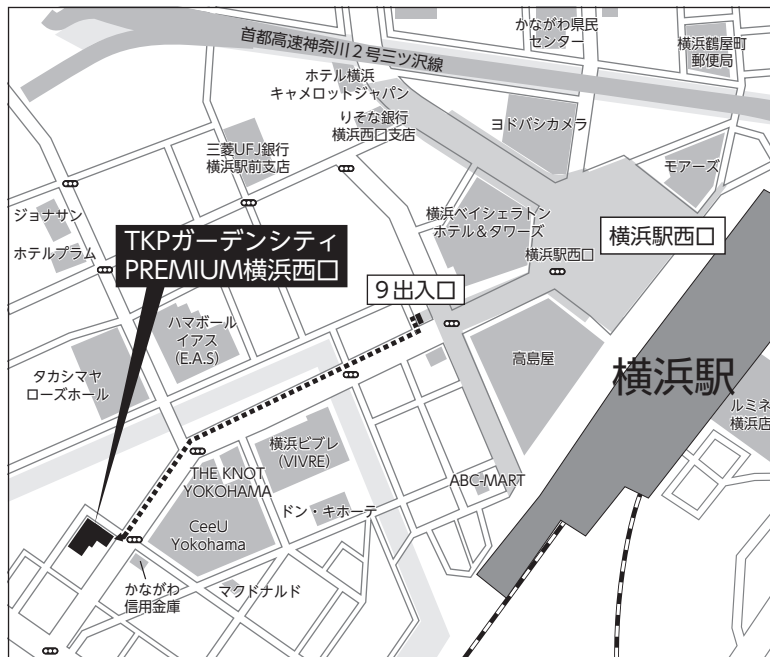 かながわ県民
センター
首都高速神奈川2号三ツ沢線
横浜鶴屋町
郵便局
ホテル横浜
キャメロットジャパン
りそな銀行
横浜西口支店
ヨドバシカメラ
三菱UFJ銀行
横浜駅前支店
モアーズ
ジョナサン
横浜ベイシェラトン
ホテル&タワーズ
横浜駅西口
ホテルプラム
TKPガーデンシティ
PREMIUM横浜西口
横浜駅西口
9出入口
ハマボール
イアス
(E.A.S)
高島屋
横浜駅
タカシマヤ
ローズホール
ルミネ
横浜店
横浜ビブレ
(VIVRE)
THE KNOT
YOKOHAMA
ABC-MART
ドン・キホーテ
CeeU
Yokohama
かながわ
信用金庫
マクドナルド